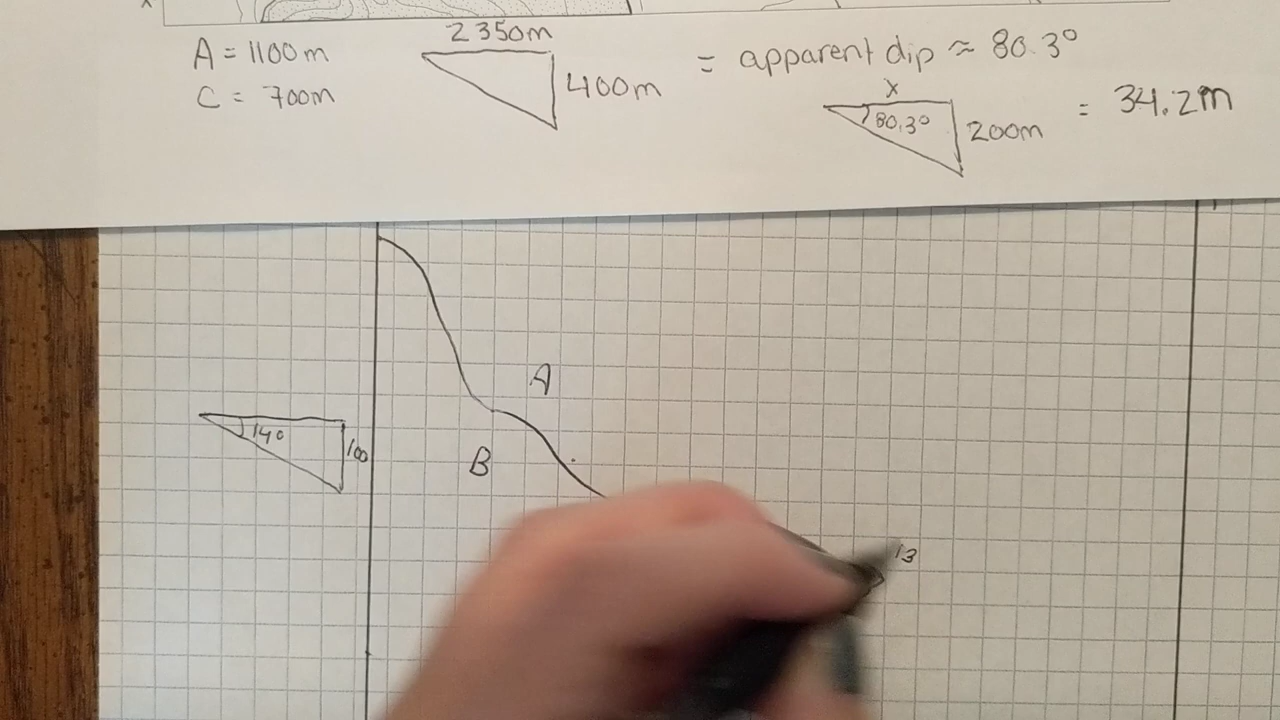 A = 1100m
C = 700m
2350m
400m
= apparent dip ≈ 80.3°
x
80.3°
200m
= 34.2m
A
B
14°
100
13